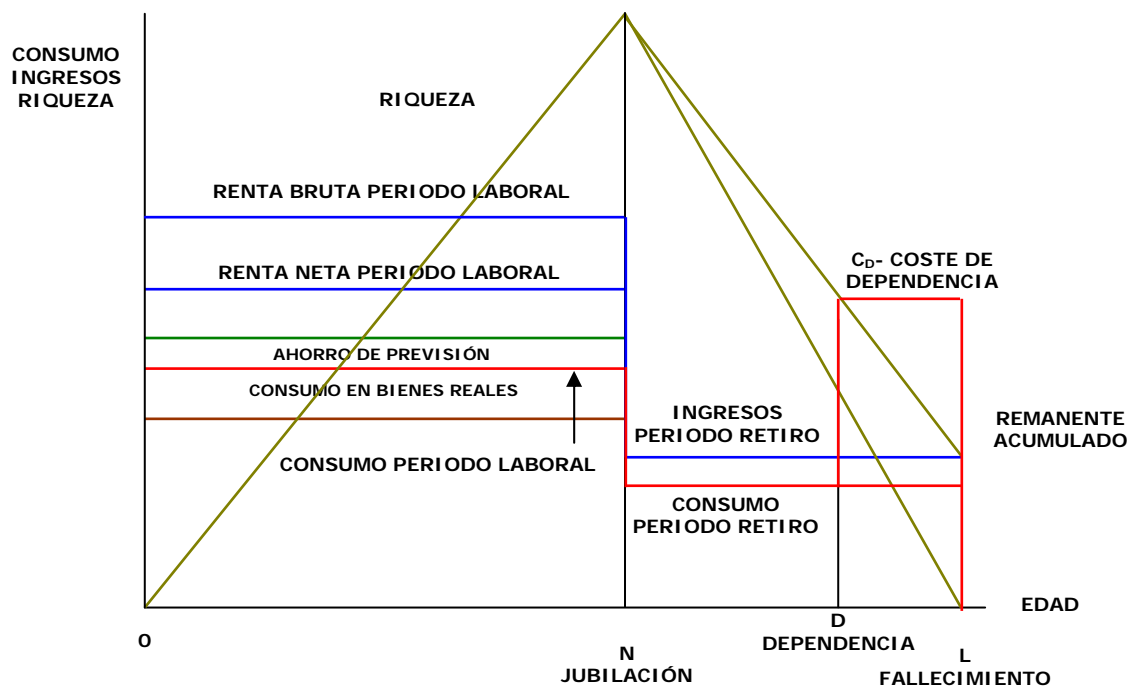 CONSUMO
INGRESOS
RIQUEZA
RIQUEZA
RENTA BRUTA PERIODO LABORAL
RENTA NETA PERIODO LABORAL
AHORRO DE PREVISIÓN
CONSUMO EN BIENES REALES
CONSUMO PERIODO LABORAL
INGRESOS
PERIODO RETIRO
CONSUMO
PERIODO RETIRO
CD- COSTE DE
DEPENDENCIA
REMANENTE
ACUMULADO
EDAD
0
N
JUBILACIÓN
D
DEPENDENCIA
L
FALLECIMIENTO